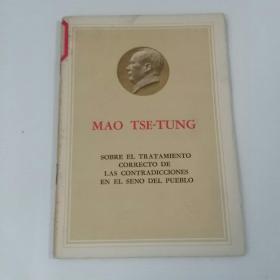 MAO TSE-TUNG
SOBRE EL TRATAMIENTO
CORRECTO DE
LAS CONTRADICCIONES
EN EL SENO DEL PUEBLO